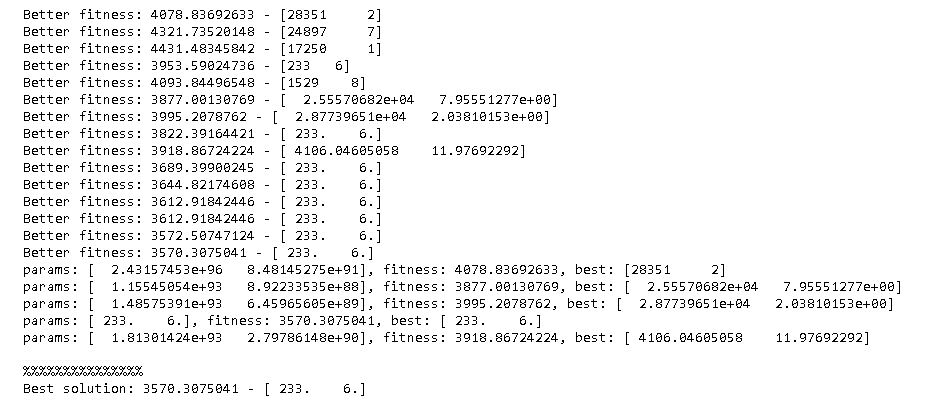 Better fitness: 4078.83692633 - [28351     2]
Better fitness: 4321.73520148 - [24897     7]
Better fitness: 4431.48345842 - [17250     1]
Better fitness: 3953.59024736 - [233   6]
Better fitness: 4093.84496548 - [1529    8]
Better fitness: 3877.00130769 - [  2.55570682e+04   7.95551277e+00]
Better fitness: 3995.2078762 - [  2.87739651e+04   2.03810153e+00]
Better fitness: 3822.39164421 - [ 233.    6.]
Better fitness: 3918.86724224 - [ 4106.04605058    11.97692292]
Better fitness: 3689.39900245 - [ 233.    6.]
Better fitness: 3644.82174608 - [ 233.    6.]
Better fitness: 3612.91842446 - [ 233.    6.]
Better fitness: 3612.91842446 - [ 233.    6.]
Better fitness: 3572.50747124 - [ 233.    6.]
Better fitness: 3570.3075041 - [ 233.    6.]
params: [  2.43157453e+96   8.48145275e+91], fitness: 4078.83692633, best: [28351     2]
params: [  1.15545054e+93   8.92233535e+88], fitness: 3877.00130769, best: [  2.55570682e+04   7.95551277e+00]
params: [  1.48575391e+93   6.45965605e+89], fitness: 3995.2078762, best: [  2.87739651e+04   2.03810153e+00]
params: [ 233.    6.], fitness: 3570.3075041, best: [ 233.    6.]
params: [  1.81301424e+93   2.79786148e+90], fitness: 3918.86724224, best: [ 4106.04605058    11.97692292]
%%%%%%%%%%%%%%%
Best solution: 3570.3075041 - [ 233.    6.]